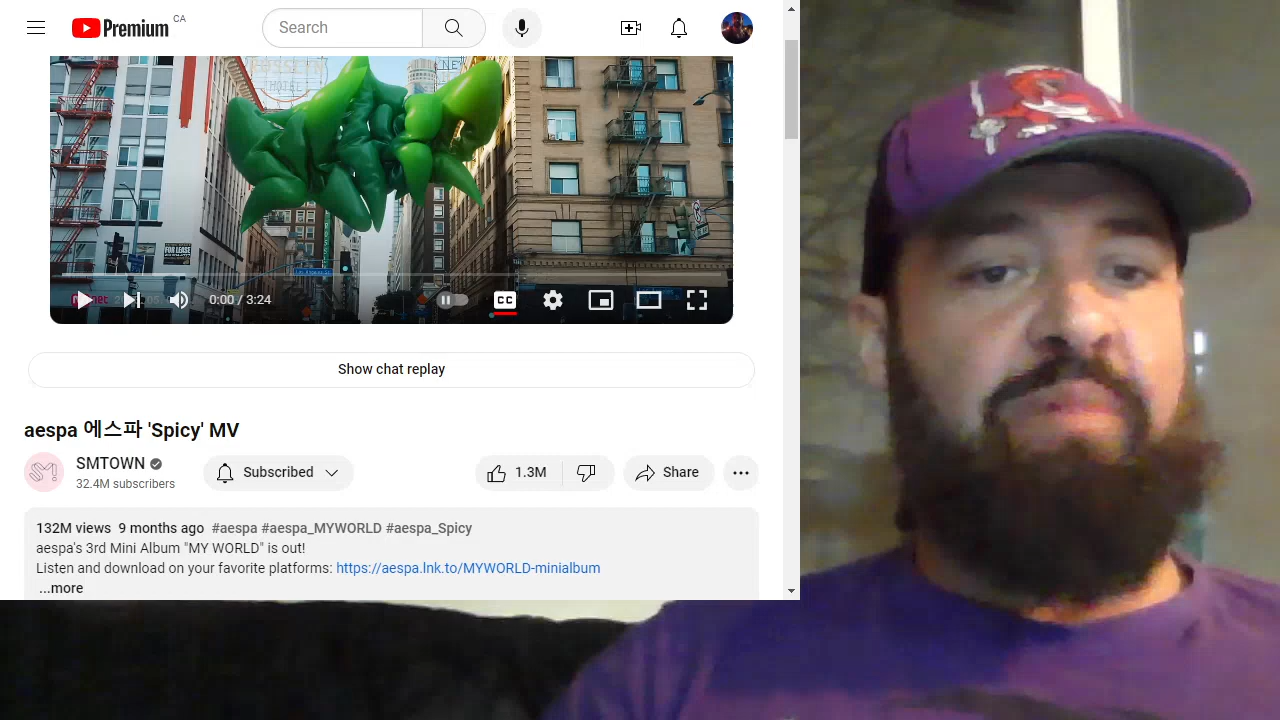 Premium
CA
Search
FOR LEASE
0:00 / 3:24
CC
Show chat replay
aespa 에스파 'Spicy' MV
SMTOWN
32.4M subscribers
Subscribed
1.3M
Share
132M views 9 months ago #aespa #aespa_MYWORLD #aespa_Spicy
aespa's 3rd Mini Album "MY WORLD" is out!
Listen and download on your favorite platforms: https://aespa.lnk.to/MYWORLD-minialbum
...more